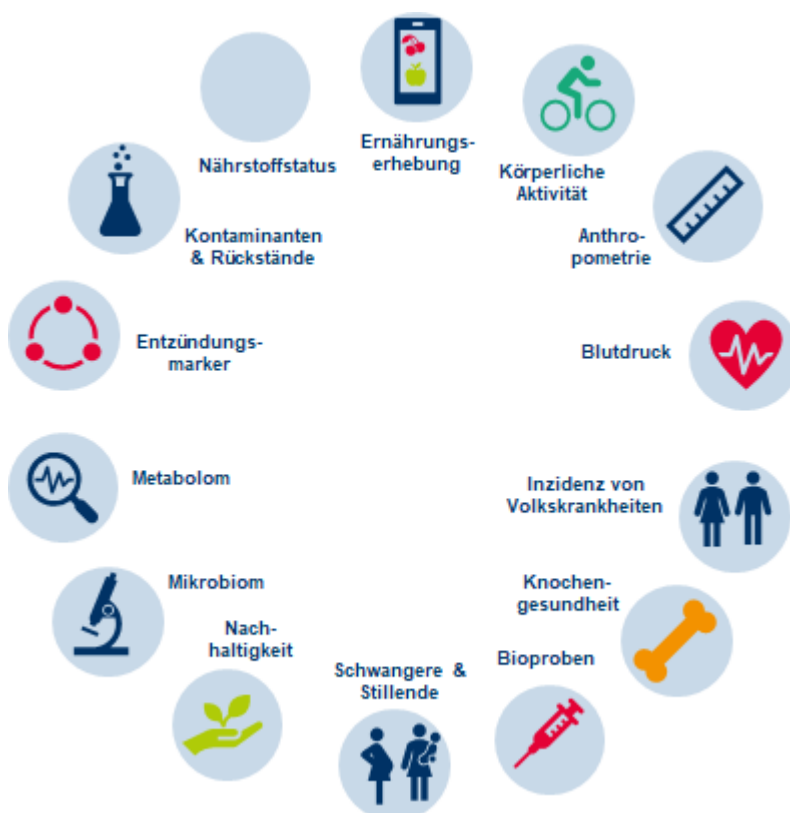 Ernährungs-
erhebung
Körperliche
Aktivität
Anthro-
pometrie
Blutdruck
Inzidenz von
Volkskrankheiten
Knochen-
gesundheit
Bioproben
Schwangere &
Stillende
Nach-
haltigkeit
Mikrobiom
Metabolom
Entzündungs-
marker
Kontaminanten
& Rückstände
Nährstoffstatus